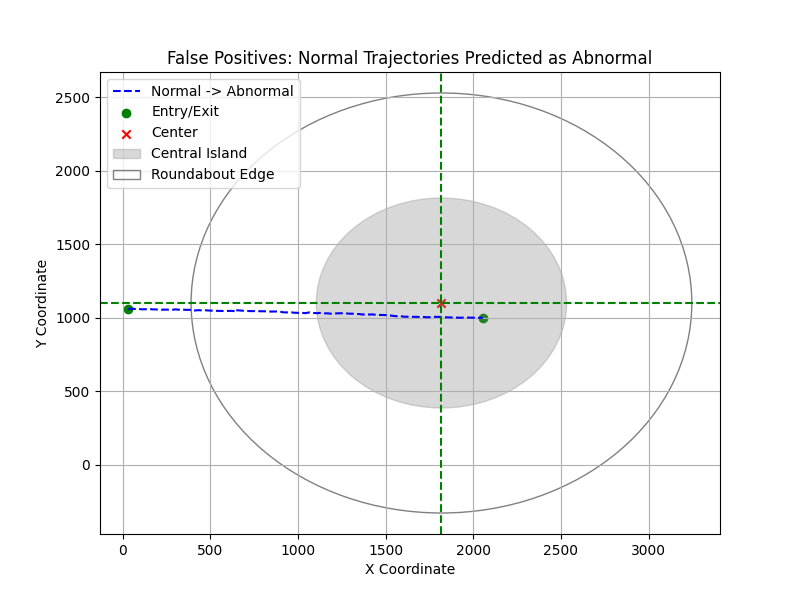 False Positives: Normal Trajectories Predicted as Abnormal
Normal -> Abnormal
Entry/Exit
Center
Central Island
Roundabout Edge
2500
2000
1500
1000
500
0
Y Coordinate
0 500 1000 1500 2000 2500 3000
X Coordinate